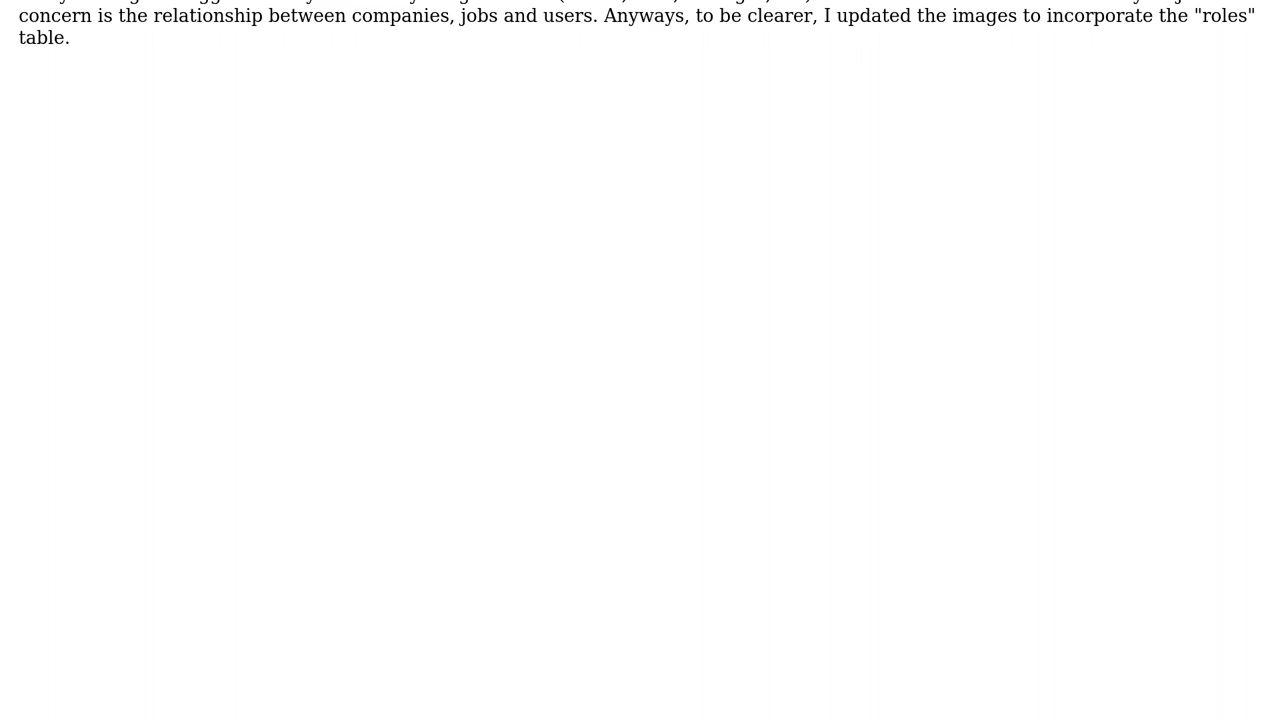 concern is the relationship between companies, jobs and users. Anyways, to be clearer, I updated the images to incorporate the "roles"
table.